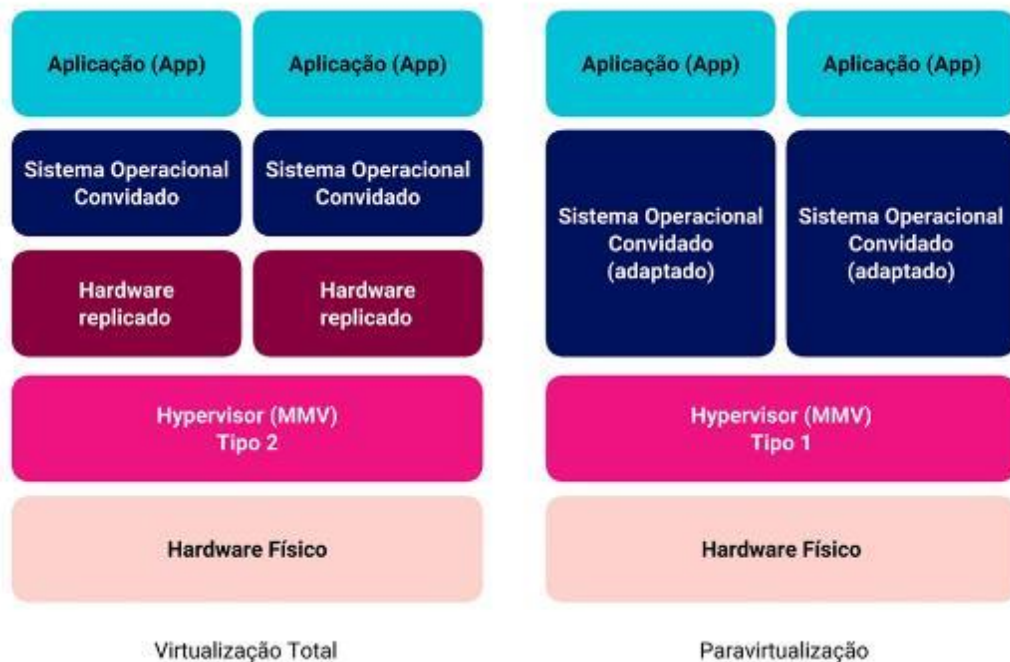 Aplicação (App)
Aplicação (App)
Aplicação (App)
Aplicação (App)
Sistema Operacional
Convidado
Sistema Operacional
Convidado
Sistema Operacional
Convidado
(adaptado)
Sistema Operacional
Convidado
(adaptado)
Hardware
replicado
Hardware
replicado
Hypervisor (MMV)
Tipo 2
Hypervisor (MMV)
Tipo 1
Hardware Físico
Hardware Físico
Virtualização Total
Paravirtualização